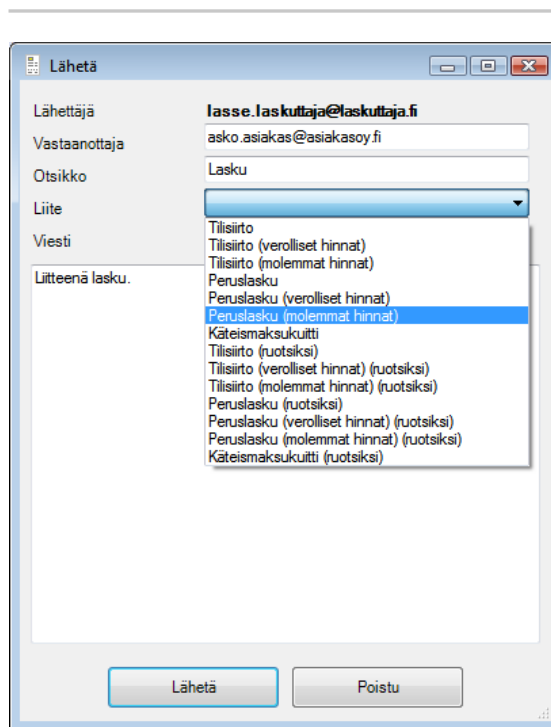 Lähetä
Lähettäjä lasse.laskuttaja@laskuttaja.fi
Vastaanottaja asko.asiakas@asiakasoy.fi
Otsikko Lasku
Liite
Viesti
Tilisiirto
Tilisiirto (verolliset hinnat)
Tilisiirto (molemmat hinnat)
Peruslasku
Peruslasku (verolliset hinnat)
Peruslasku (molemmat hinnat)
Käteismaksukuitti
Tilisiirto (ruotsiksi)
Tilisiirto (verolliset hinnat) (ruotsiksi)
Tilisiirto (molemmat hinnat) (ruotsiksi)
Peruslasku (ruotsiksi)
Peruslasku (verolliset hinnat) (ruotsiksi)
Peruslasku (molemmat hinnat) (ruotsiksi)
Käteismaksukuitti (ruotsiksi)
Liitteenä lasku.
Lähetä Poistu